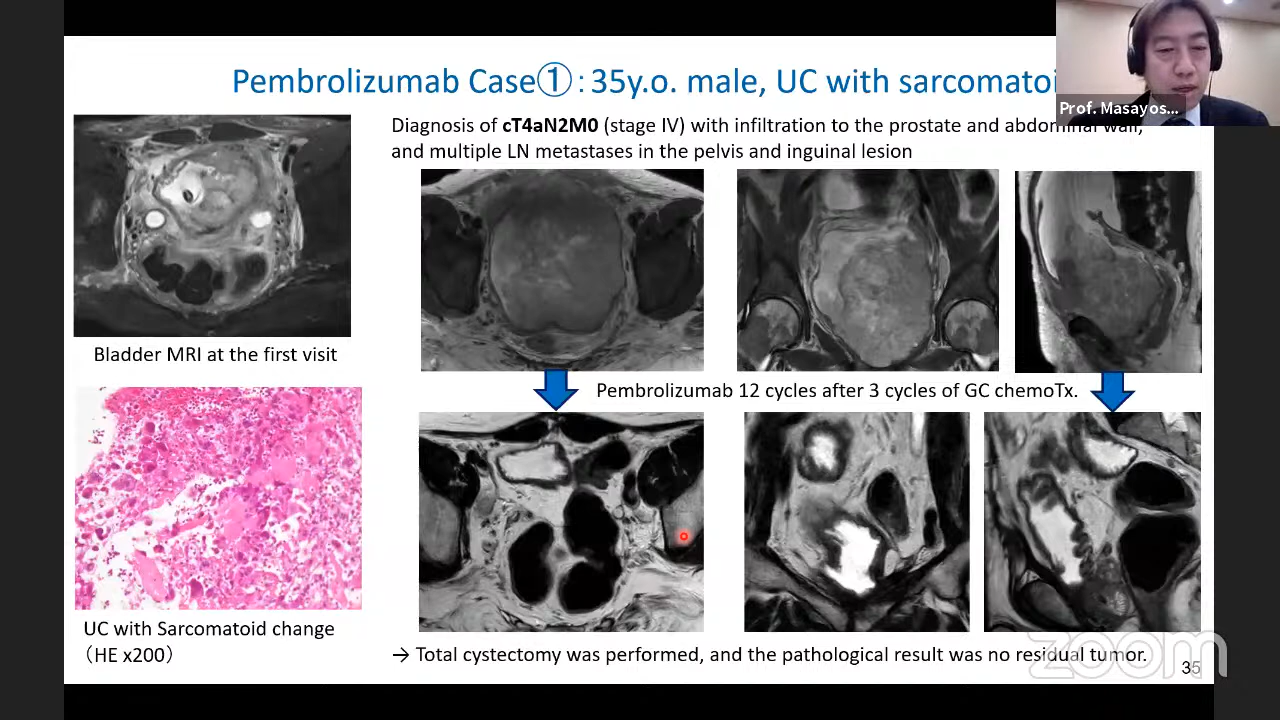 Pembrolizumab Case①:35y.o. male, UC with sarcomatoi
Prof. Masayos...
Diagnosis of cT4aN2M0 (stage IV) with infiltration to the prostate and abdominal wall,
and multiple LN metastases in the pelvis and inguinal lesion
Bladder MRI at the first visit
Pembrolizumab 12 cycles after 3 cycles of GC chemoTx.
UC with Sarcomatoid change
（HE x200）
→ Total cystectomy was performed, and the pathological result was no residual tumor.
zoom
35